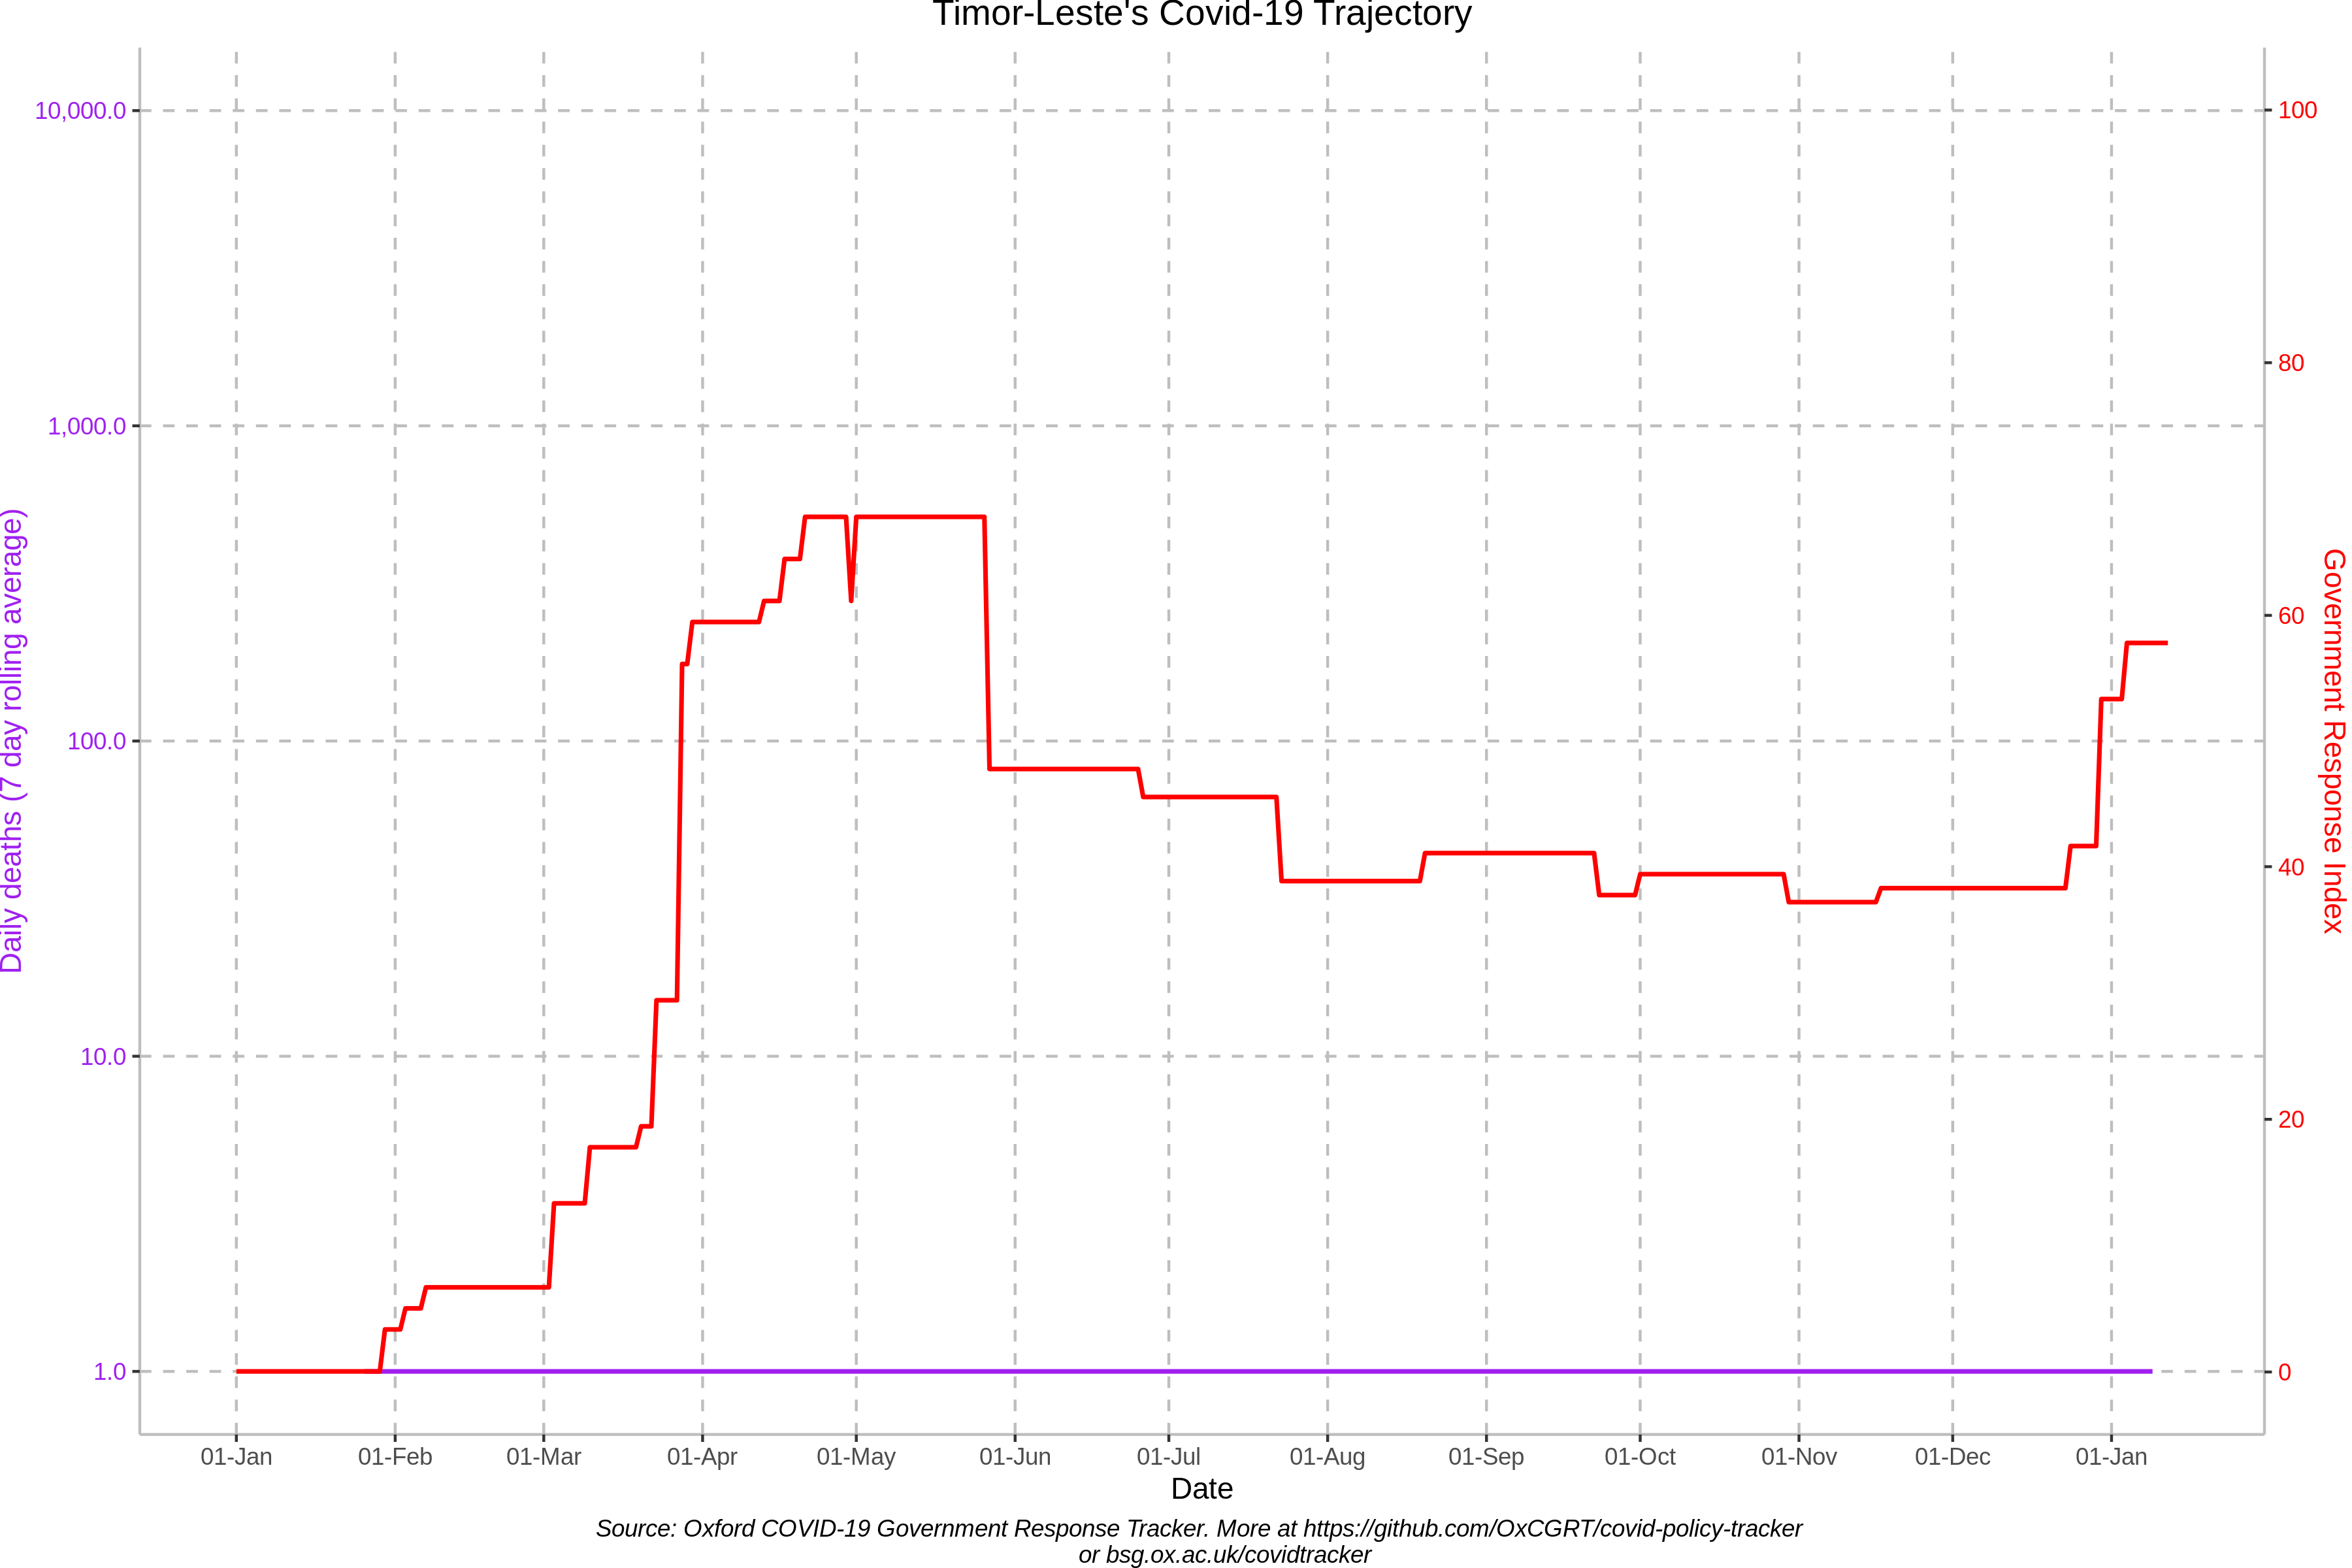 Timor-Leste's Covid-19 Trajectory
Daily deaths (7 day rolling average)
10,000.0
1,000.0
100.0
10.0
1.0
100
80
60
40
20
0
Government Response Index
01-Jan 01-Feb 01-Mar 01-Apr 01-May 01-Jun 01-Jul 01-Aug 01-Sep 01-Oct 01-Nov 01-Dec 01-Jan
Date
Source: Oxford COVID-19 Government Response Tracker. More at https://github.com/OxCGRT/covid-policy-tracker
or bsg.ox.ac.uk/covidtracker